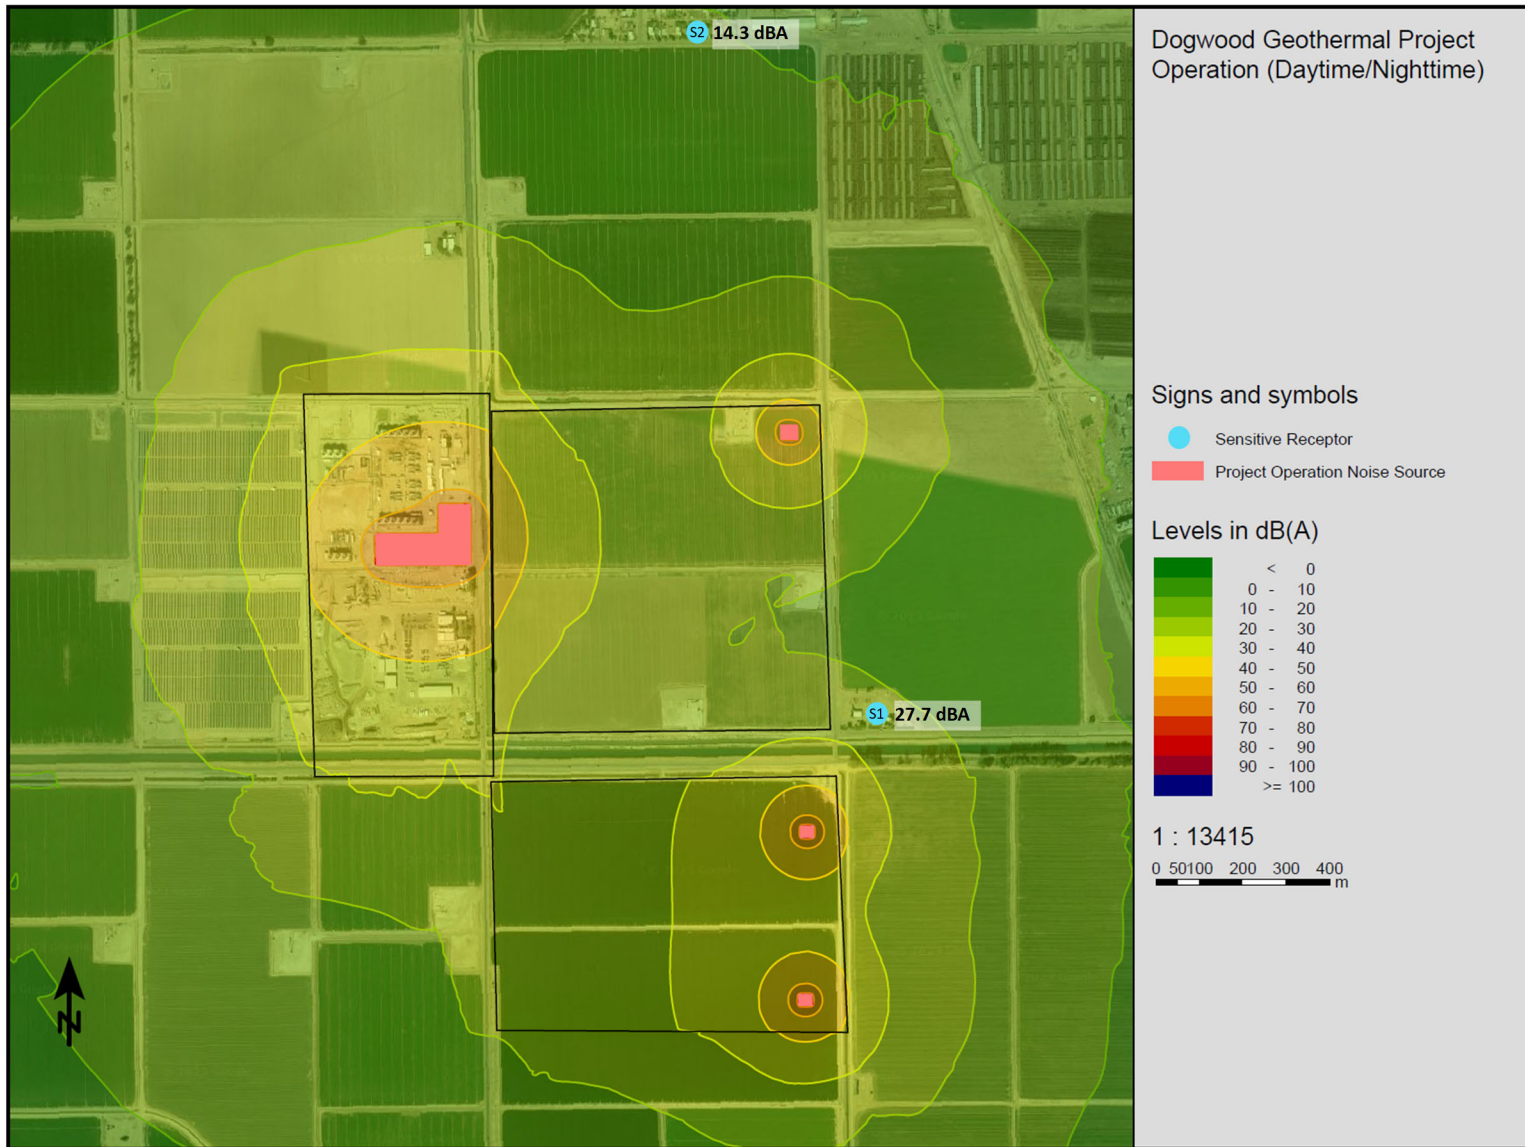 S2 14.3 dBA
S1 27.7 dBA
N
Dogwood Geothermal Project
Operation (Daytime/Nighttime)
Signs and symbols
Sensitive Receptor
Project Operation Noise Source
Levels in dB(A)
< 0
0 - 10
10 - 20
20 - 30
30 - 40
40 - 50
50 - 60
60 - 70
70 - 80
80 - 90
90 - 100
>= 100
1 : 13415
0 50 100 200 300 400
m